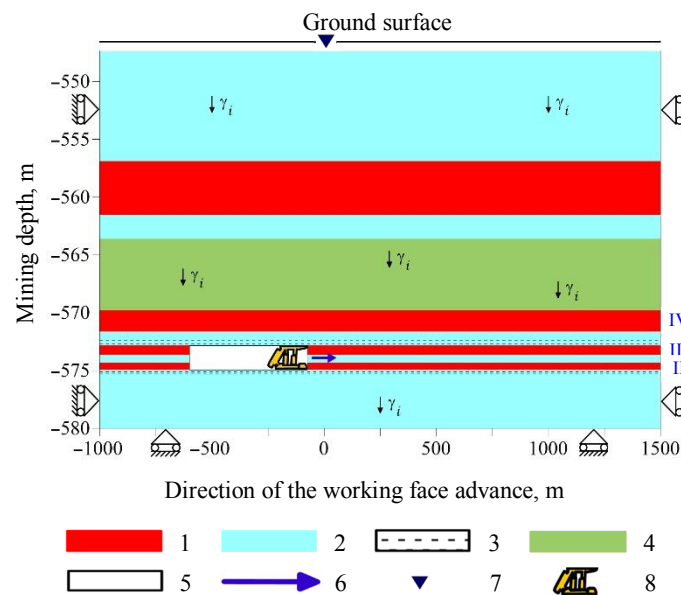 Ground surface
Mining depth, m
−550
−555
−560
−565
−570
−575
−580
γi
γi
γi
γi
γi
γi
IV
−1000
−500
0
500
1000
1500
Direction of the working face advance, m
1
2
3
4
5
6
7
8